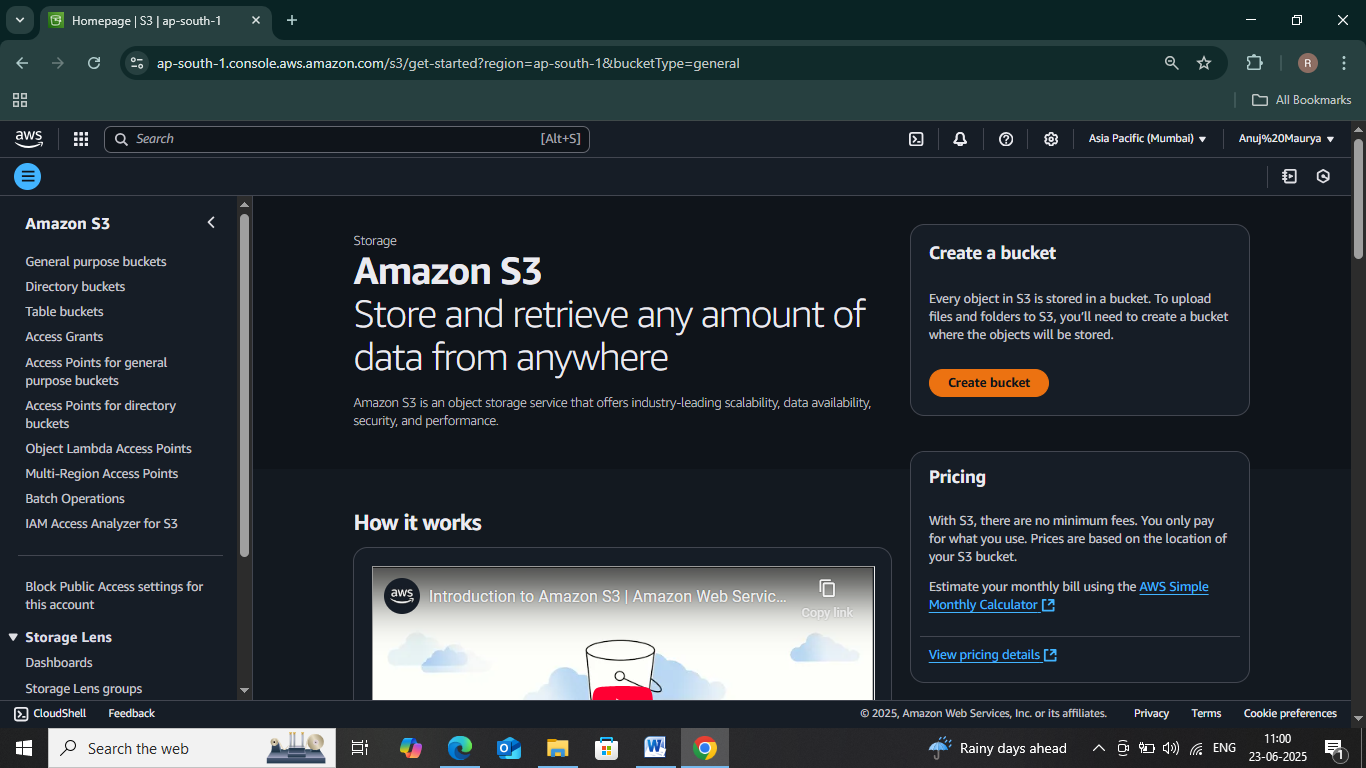 Homepage | S3 | ap-south-1
ap-south-1.console.aws.amazon.com/s3/get-started?region=ap-south-1&bucketType=general
R
All Bookmarks
aws
Search
[Alt+S]
Asia Pacific (Mumbai)
Anuj%20Maurya
Amazon S3
General purpose buckets
Directory buckets
Table buckets
Access Grants
Access Points for general
purpose buckets
Access Points for directory
buckets
Object Lambda Access Points
Multi-Region Access Points
Batch Operations
IAM Access Analyzer for S3
Block Public Access settings for
this account
Storage Lens
Dashboards
Storage Lens groups
Storage
Amazon S3
Store and retrieve any amount of
data from anywhere
Amazon S3 is an object storage service that offers industry-leading scalability, data availability,
security, and performance.
How it works
aws
Introduction to Amazon S3 | Amazon Web Servic...
Copy link
Create a bucket
Every object in S3 is stored in a bucket. To upload
files and folders to S3, you'll need to create a bucket
where the objects will be stored.
Create bucket
Pricing
With S3, there are no minimum fees. You only pay
for what you use. Prices are based on the location of
your S3 bucket.
Estimate your monthly bill using the AWS Simple
Monthly Calculator
View pricing details
CloudShell
Feedback
© 2025, Amazon Web Services, Inc. or its affiliates.
Privacy
Terms
Cookie preferences
Search the web
Rainy days ahead
ENG
11:00
23-06-2025
1